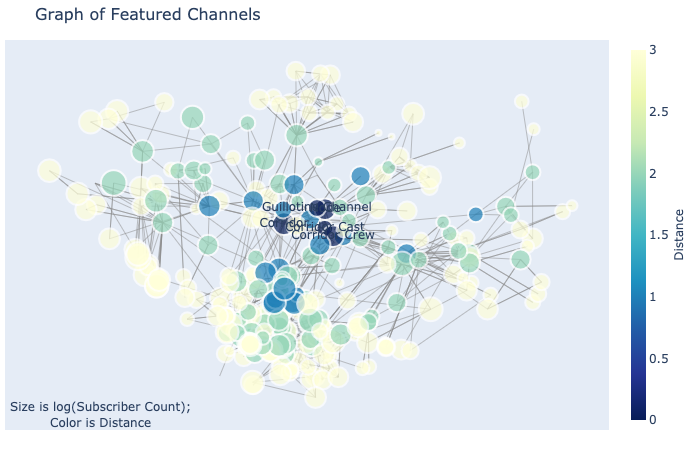 Graph of Featured Channels
Channel
Corridor
Corridor Cast
Corridor Crew
Size is log(Subscriber Count);
Color is Distance
3
2.5
2
1.5
1
0.5
0
Distance